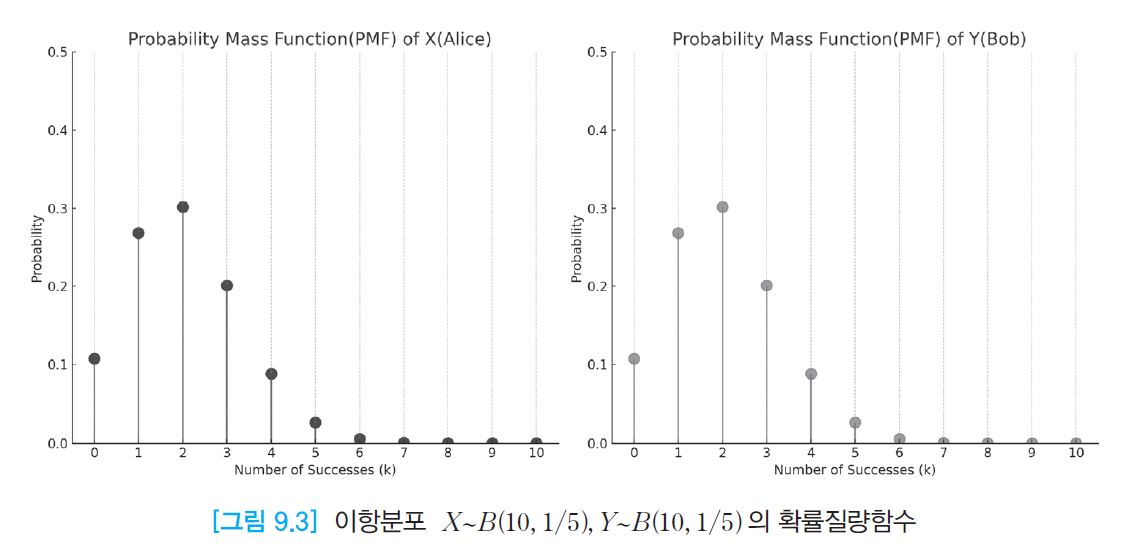 Probability Mass Function(PMF) of X(Alice)
0.5
0.4
0.3
0.2
0.1
0.0
Probability
0 1 2 3 4 5 6 7 8 9 10
Number of Successes (k)
Probability Mass Function(PMF) of Y(Bob)
0.5
0.4
0.3
0.2
0.1
0.0
Probability
0 1 2 3 4 5 6 7 8 9 10
Number of Successes (k)
[그림 9.3] 이항분포 X~B(10, 1/5), Y~B(10, 1/5)의 확률질량함수